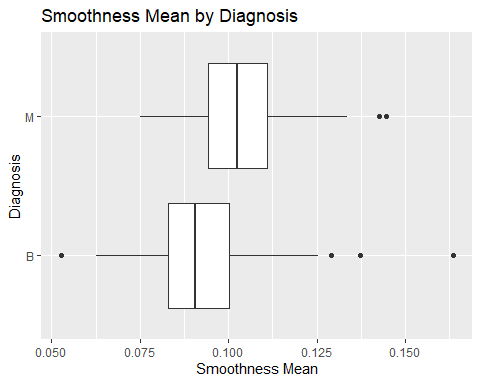 Smoothness Mean by Diagnosis
Diagnosis
M
B
0.050 0.075 0.100 0.125 0.150
Smoothness Mean